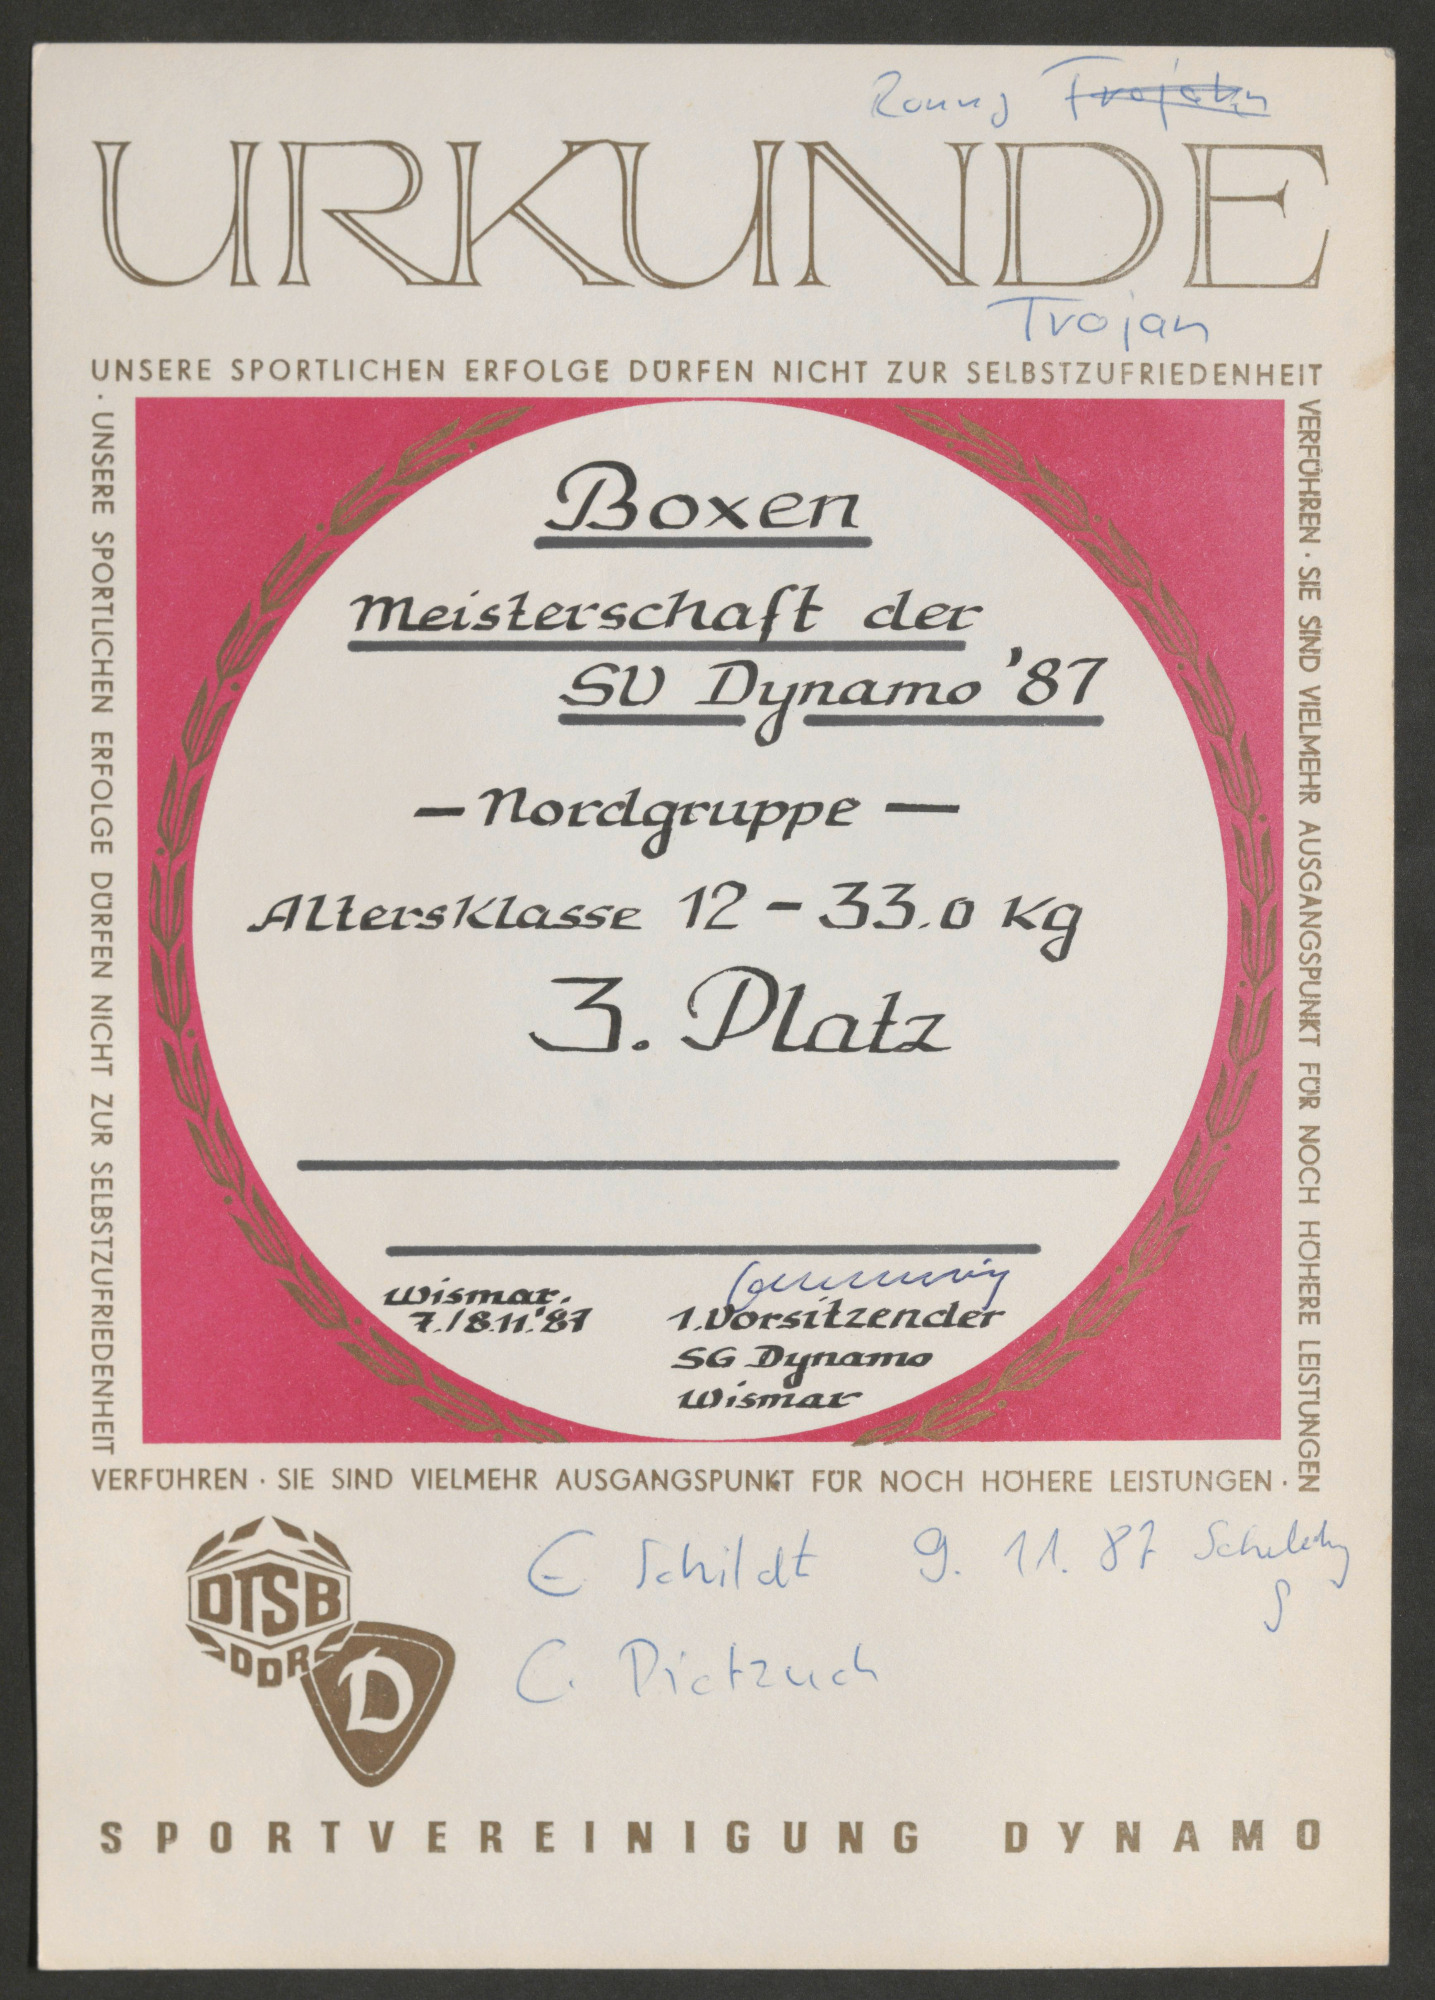 Ronny Trojahn
URKUNDE
Trojan
UNSERE SPORTLICHEN ERFOLGE DÜRFEN NICHT ZUR SELBSTZUFRIEDENHEIT
VERFÜHREN · SIE SIND VIELMEHR AUSGANGSPUNKT FÜR NOCH HÖHERE LEISTUNGEN
· UNSERE SPORTLICHEN ERFOLGE DÜRFEN NICHT ZUR SELBSTZUFRIEDENHEIT
Boxen
Meisterschaft der
SV Dynamo '87
- Nordgruppe -
Altersklasse 12 - 33.0 kg
3. Platz
Wismar,
7./8.11.'87
1. Vorsitzender
SG Dynamo
Wismar
VERFÜHREN · SIE SIND VIELMEHR AUSGANGSPUNKT FÜR NOCH HÖHERE LEISTUNGEN ·
E Schildt 9. 11. 87
C. Dietzuch
DTSB
DDR
D
SPORTVEREINIGUNG DYNAMO